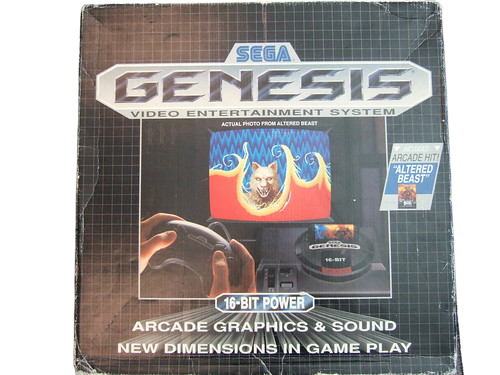 SEGA
GENESIS
VIDEO ENTERTAINMENT SYSTEM
ACTUAL PHOTO FROM ALTERED BEAST
ARCADE HIT!
"ALTERED
BEAST"
SEGA
GENESIS
16-BIT
16-BIT POWER
ARCADE GRAPHICS & SOUND
NEW DIMENSIONS IN GAME PLAY